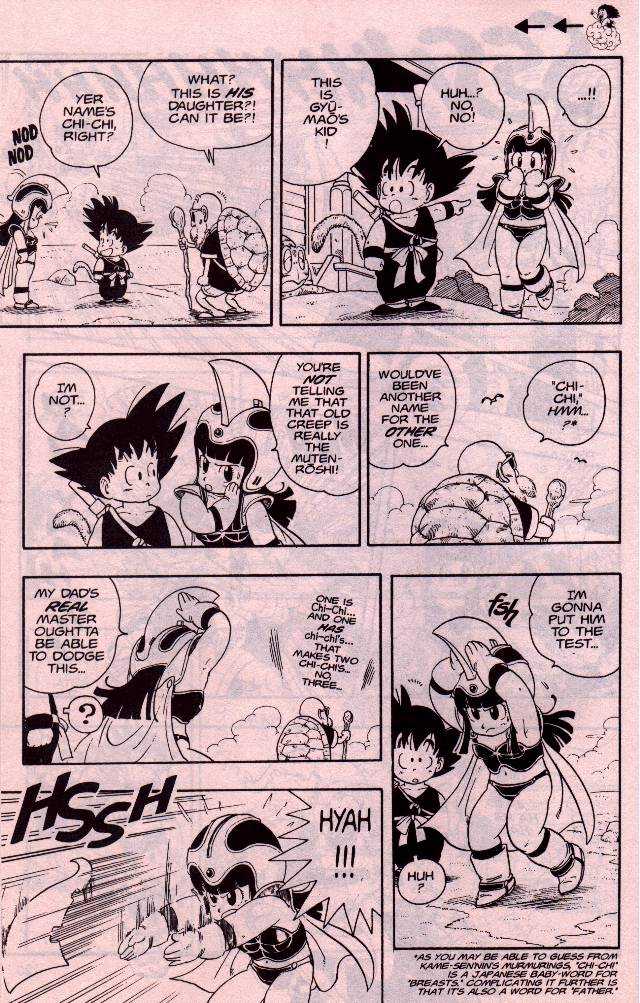 ...!!
HUH...?
NO,
NO!
THIS
IS
GYŪ-
MAŌ'S
KID
!
WHAT?
THIS IS HIS
DAUGHTER?!
CAN IT BE?!
YER
NAME'S
CHI-CHI,
RIGHT?
NOD
NOD
"CHI-
CHI,"
HMM...
?*
WOULD'VE
BEEN
ANOTHER
NAME
FOR THE
OTHER
ONE...
YOU'RE
NOT
TELLING
ME THAT
THAT OLD
CREEP IS
REALLY
THE
MUTEN-
RŌSHI!
I'M
NOT...
?
I'M
GONNA
PUT HIM
TO THE
TEST...
fsh
HUH
?
ONE IS
Chi-Chi...
AND ONE
HAS
chi-chi's...
THAT
MAKES TWO
CHI-CHI'S...
NO,
THREE...
MY DAD'S
REAL
MASTER
OUGHTTA
BE ABLE
TO DODGE
THIS...
?
HYAH
!!!
HSSH
*AS YOU MAY BE ABLE TO GUESS FROM
KAME-SEN'NIN'S MURMURINGS, "CHI-CHI"
IS A JAPANESE BABY-WORD FOR
"BREASTS." COMPLICATING IT FURTHER IS
THAT IT'S ALSO A WORD FOR "FATHER."